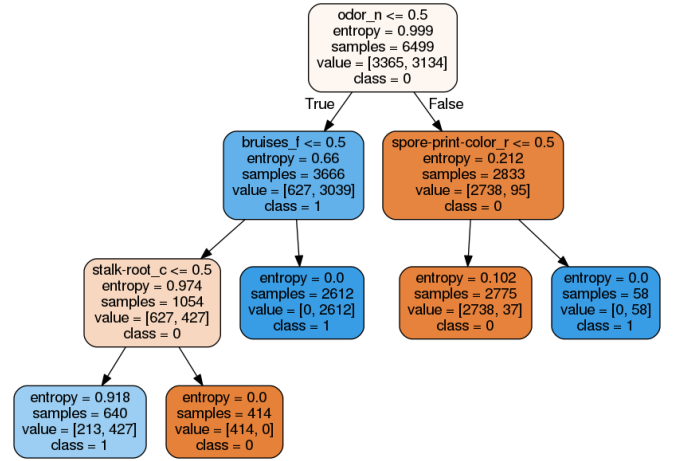 odor_n <= 0.5
entropy = 0.999
samples = 6499
value = [3365, 3134]
class = 0
True
False
bruises_f <= 0.5
entropy = 0.66
samples = 3666
value = [627, 3039]
class = 1
spore-print-color_r <= 0.5
entropy = 0.212
samples = 2833
value = [2738, 95]
class = 0
stalk-root_c <= 0.5
entropy = 0.974
samples = 1054
value = [627, 427]
class = 0
entropy = 0.0
samples = 2612
value = [0, 2612]
class = 1
entropy = 0.102
samples = 2775
value = [2738, 37]
class = 0
entropy = 0.0
samples = 58
value = [0, 58]
class = 1
entropy = 0.918
samples = 640
value = [213, 427]
class = 1
entropy = 0.0
samples = 414
value = [414, 0]
class = 0